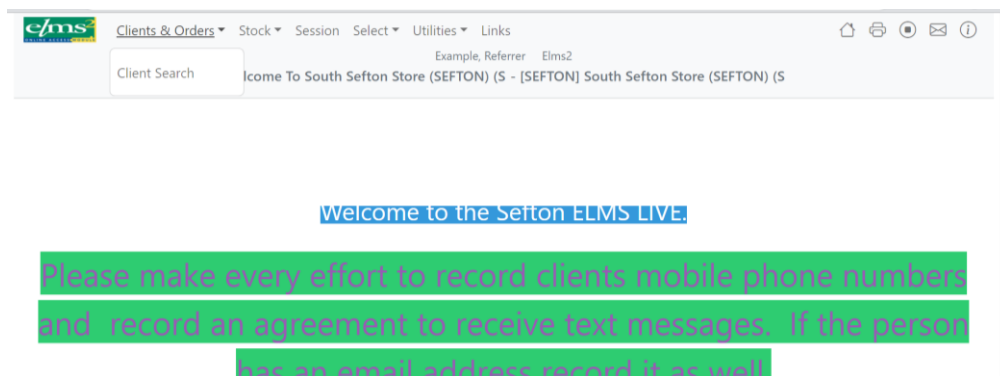 elms2
Clients & Orders Stock Session Select Utilities Links
Example, Referrer Elms2
Client Search
lcome To South Sefton Store (SEFTON) (S - [SEFTON] South Sefton Store (SEFTON) (S
Welcome to the Sefton ELMS LIVE.
Please make every effort to record clients mobile phone numbers
and record an agreement to receive text messages. If the person
has an email address record it as well.